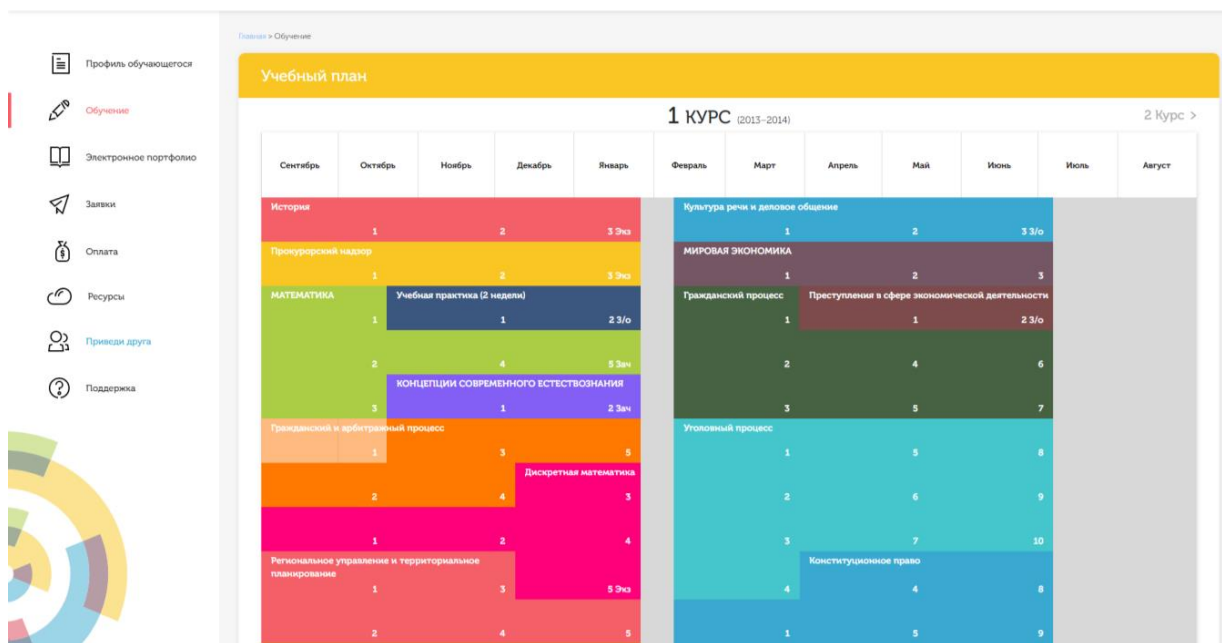 Главная > Обучение
Профиль обучающегося
Обучение
Электронное портфолио
Заявки
Оплата
Ресурсы
Приведи друга
Поддержка
Учебный план
1 КУРС (2013-2014)
2 Курс >
Сентябрь Октябрь Ноябрь Декабрь Январь Февраль Март Апрель Май Июнь Июль Август
История Культура речи и деловое общение
1 2 3 Экз 1 2 3 З/о
Прокурорский надзор МИРОВАЯ ЭКОНОМИКА
1 2 3 Экз 1 2 3
МАТЕМАТИКА Учебная практика (2 недели) Гражданский процесс Преступления в сфере экономической деятельности
1 1 2 З/о 1 1 2 З/о
2 4 5 Зач 2 4 6
КОНЦЕПЦИИ СОВРЕМЕННОГО ЕСТЕСТВОЗНАНИЯ
3 1 2 Зач 3 5 7
Гражданский и арбитражный процесс Уголовный процесс
1 3 5 1 5 8
Дискретная математика
2 4 3 2 6 9
1 2 4 3 7 10
Региональное управление и территориальное Конституционное право
планирование
1 3 5 Экз 4 4 8
2 4 5 1 5 9